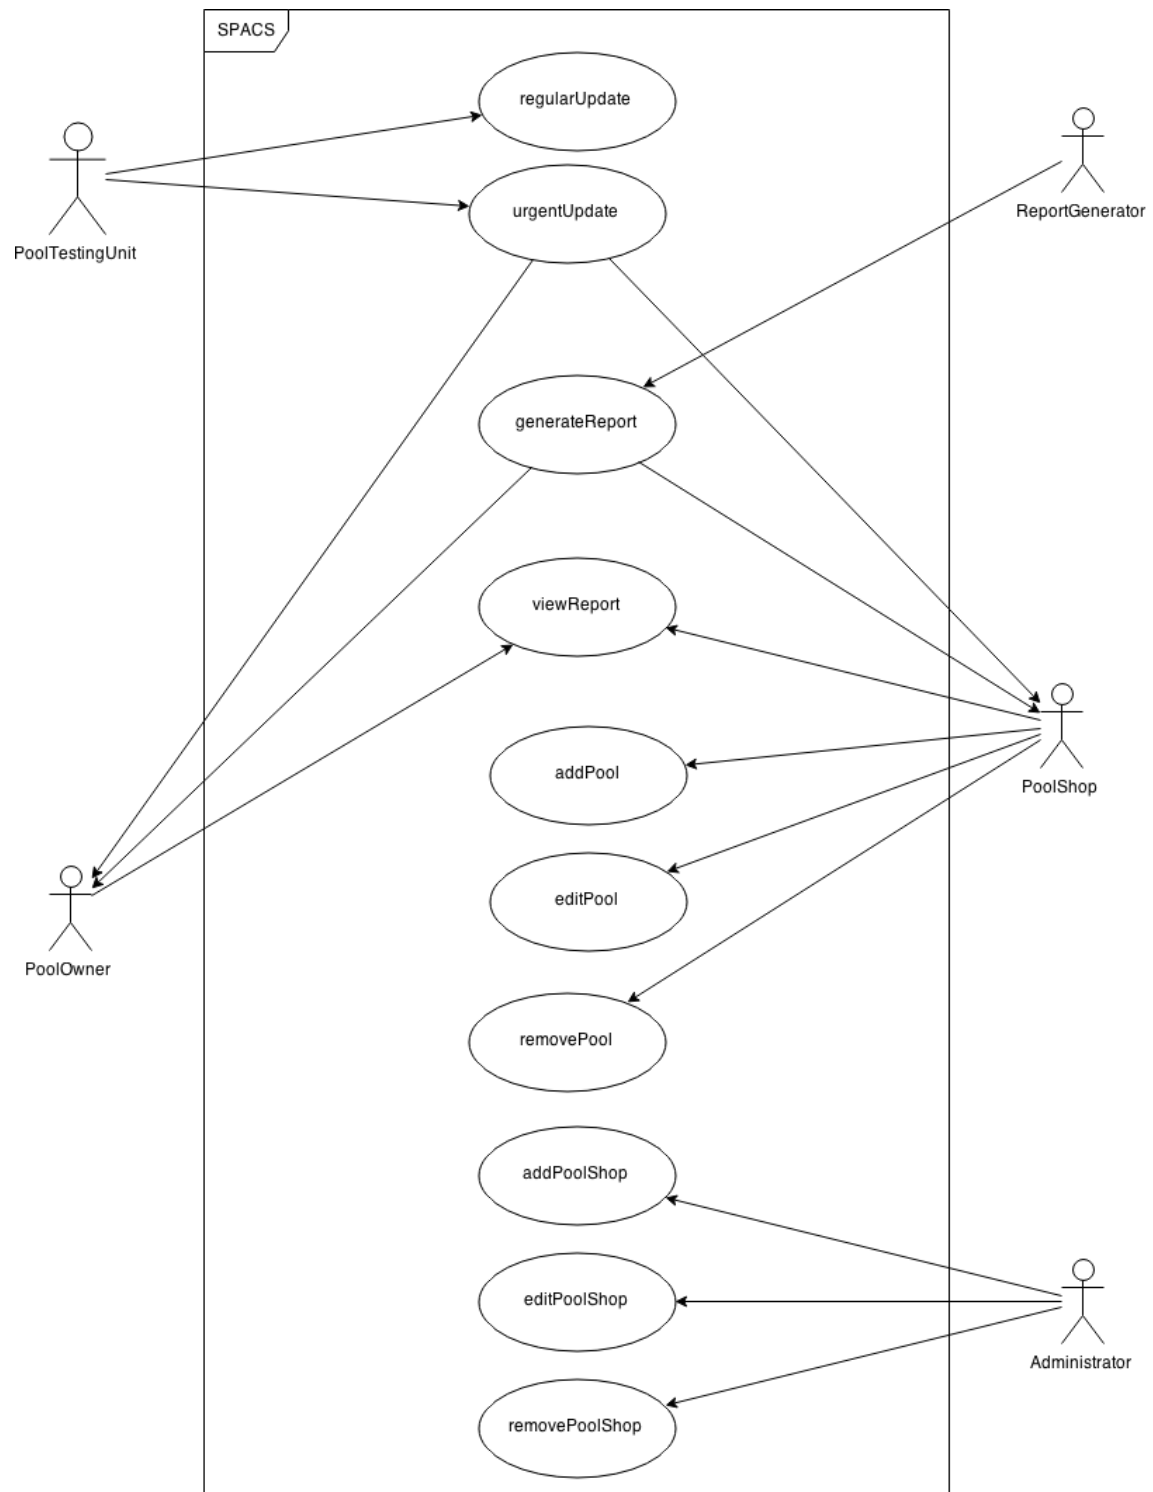 SPACS
regularUpdate
ReportGenerator
urgentUpdate
PoolTestingUnit
generateReport
viewReport
addPool
PoolShop
editPool
PoolOwner
removePool
addPoolShop
editPoolShop
Administrator
removePoolShop